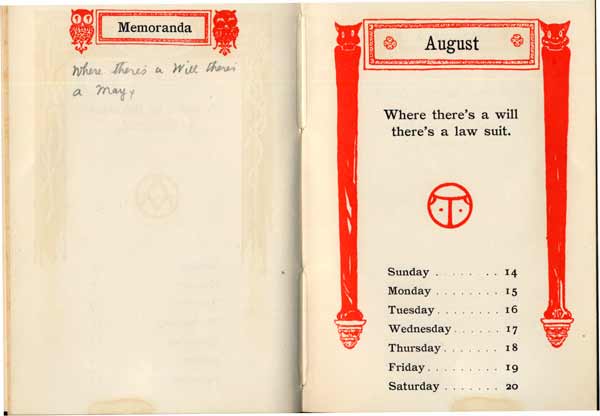 Memoranda
Where there's a Will there's
a May,
August
Where there's a will
there's a law suit.
Sunday . . . . . . . . 14
Monday . . . . . . . 15
Tuesday . . . . . . . . 16
Wednesday . . . . . . 17
Thursday . . . . . . . 18
Friday . . . . . . . . 19
Saturday . . . . . . . 20